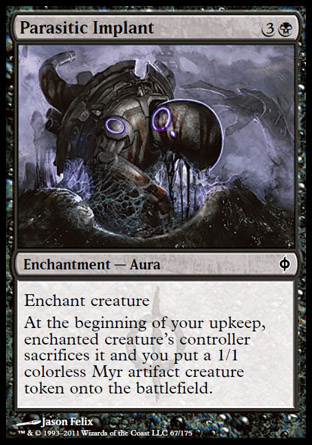 Parasitic Implant 3
Enchantment — Aura
Enchant creature
At the beginning of your upkeep,
enchanted creature's controller
sacrifices it and you put a 1/1
colorless Myr artifact creature
token onto the battlefield.
Jason Felix
™ & © 1993–2011 Wizards of the Coast LLC 67/175